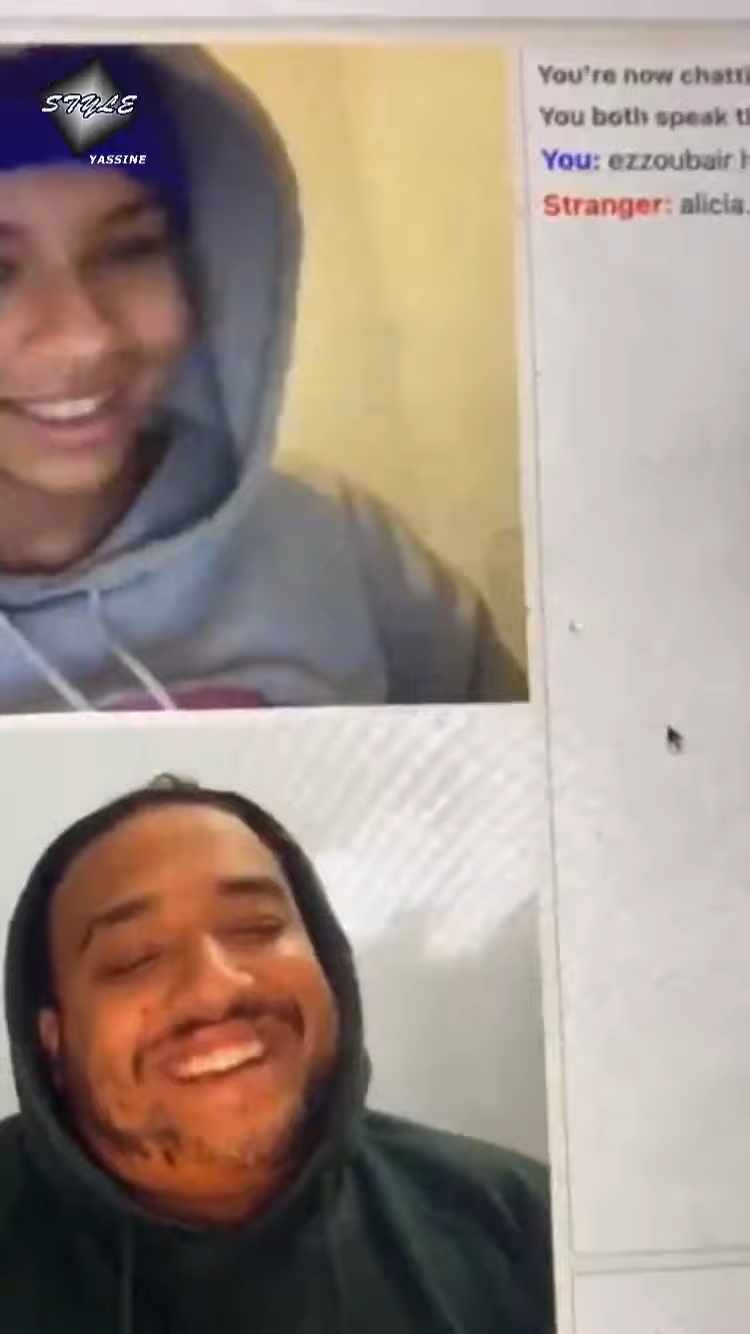 STYLE
YASSINE
You're now chatti
You both speak t
You: ezzoubair
Stranger: alicia.